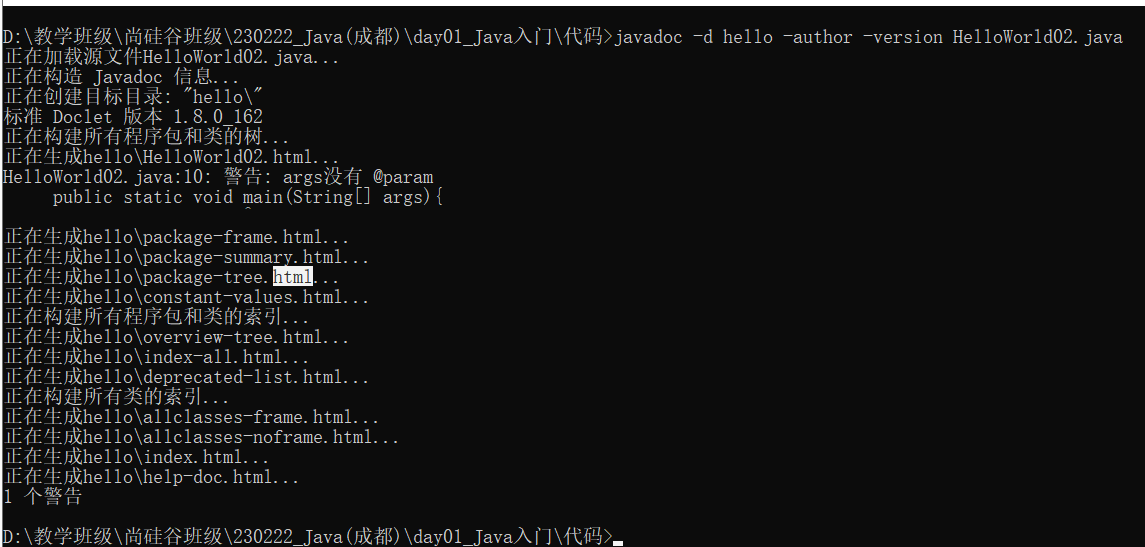 D:\教学班级\尚硅谷班级\230222_Java(成都)\day01_Java入门\代码>javadoc -d hello -author -version HelloWorld02.java
正在加载源文件HelloWorld02.java...
正在构造 Javadoc 信息...
正在创建目标目录: "hello\"
标准 Doclet 版本 1.8.0_162
正在构建所有程序包和类的树...
正在生成hello\HelloWorld02.html...
HelloWorld02.java:10: 警告: args没有 @param
public static void main(String[] args){
^
正在生成hello\package-frame.html...
正在生成hello\package-summary.html...
正在生成hello\package-tree.html...
正在生成hello\constant-values.html...
正在构建所有程序包和类的索引...
正在生成hello\overview-tree.html...
正在生成hello\index-all.html...
正在生成hello\deprecated-list.html...
正在构建所有类的索引...
正在生成hello\allclasses-frame.html...
正在生成hello\allclasses-noframe.html...
正在生成hello\index.html...
正在生成hello\help-doc.html...
1 个警告
D:\教学班级\尚硅谷班级\230222_Java(成都)\day01_Java入门\代码>